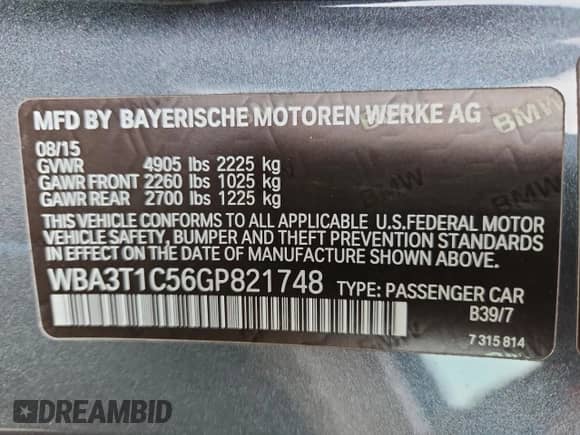 MFD BY BAYERISCHE MOTOREN WERKE AG
08/15
GVWR 4905 lbs 2225 kg
GAWR FRONT 2260 lbs 1025 kg
GAWR REAR 2700 lbs 1225 kg
THIS VEHICLE CONFORMS TO ALL APPLICABLE U.S.FEDERAL MOTOR
VEHICLE SAFETY, BUMPER AND THEFT PREVENTION STANDARDS
IN EFFECT ON THE DATE OF MANUFACTURE SHOWN ABOVE.
WBA3T1C56GP821748 TYPE: PASSENGER CAR
B39/7
7 315 814
BMW
BMW
BMW
DREAMBID